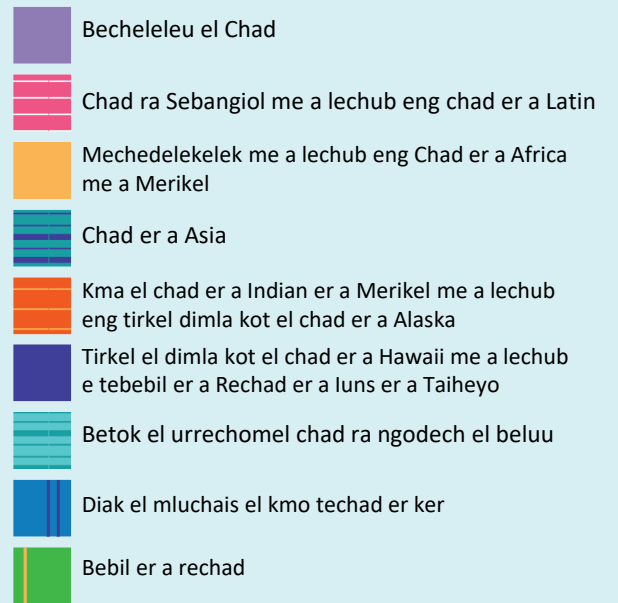 Becheleleu el Chad
Chad ra Sebangiol me a lechub eng chad er a Latin
Mechedelekelek me a lechub eng Chad er a Africa
me a Merikel
Chad er a Asia
Kma el chad er a Indian er a Merikel me a lechub
eng tirkel dimla kot el chad er a Alaska
Tirkel el dimla kot el chad er a Hawaii me a lechub
e tebebil er a Rechad er a Iuns er a Taiheyo
Betok el urrechomel chad ra ngodech el beluu
Diak el mluchais el kmo techad er ker
Bebil er a rechad